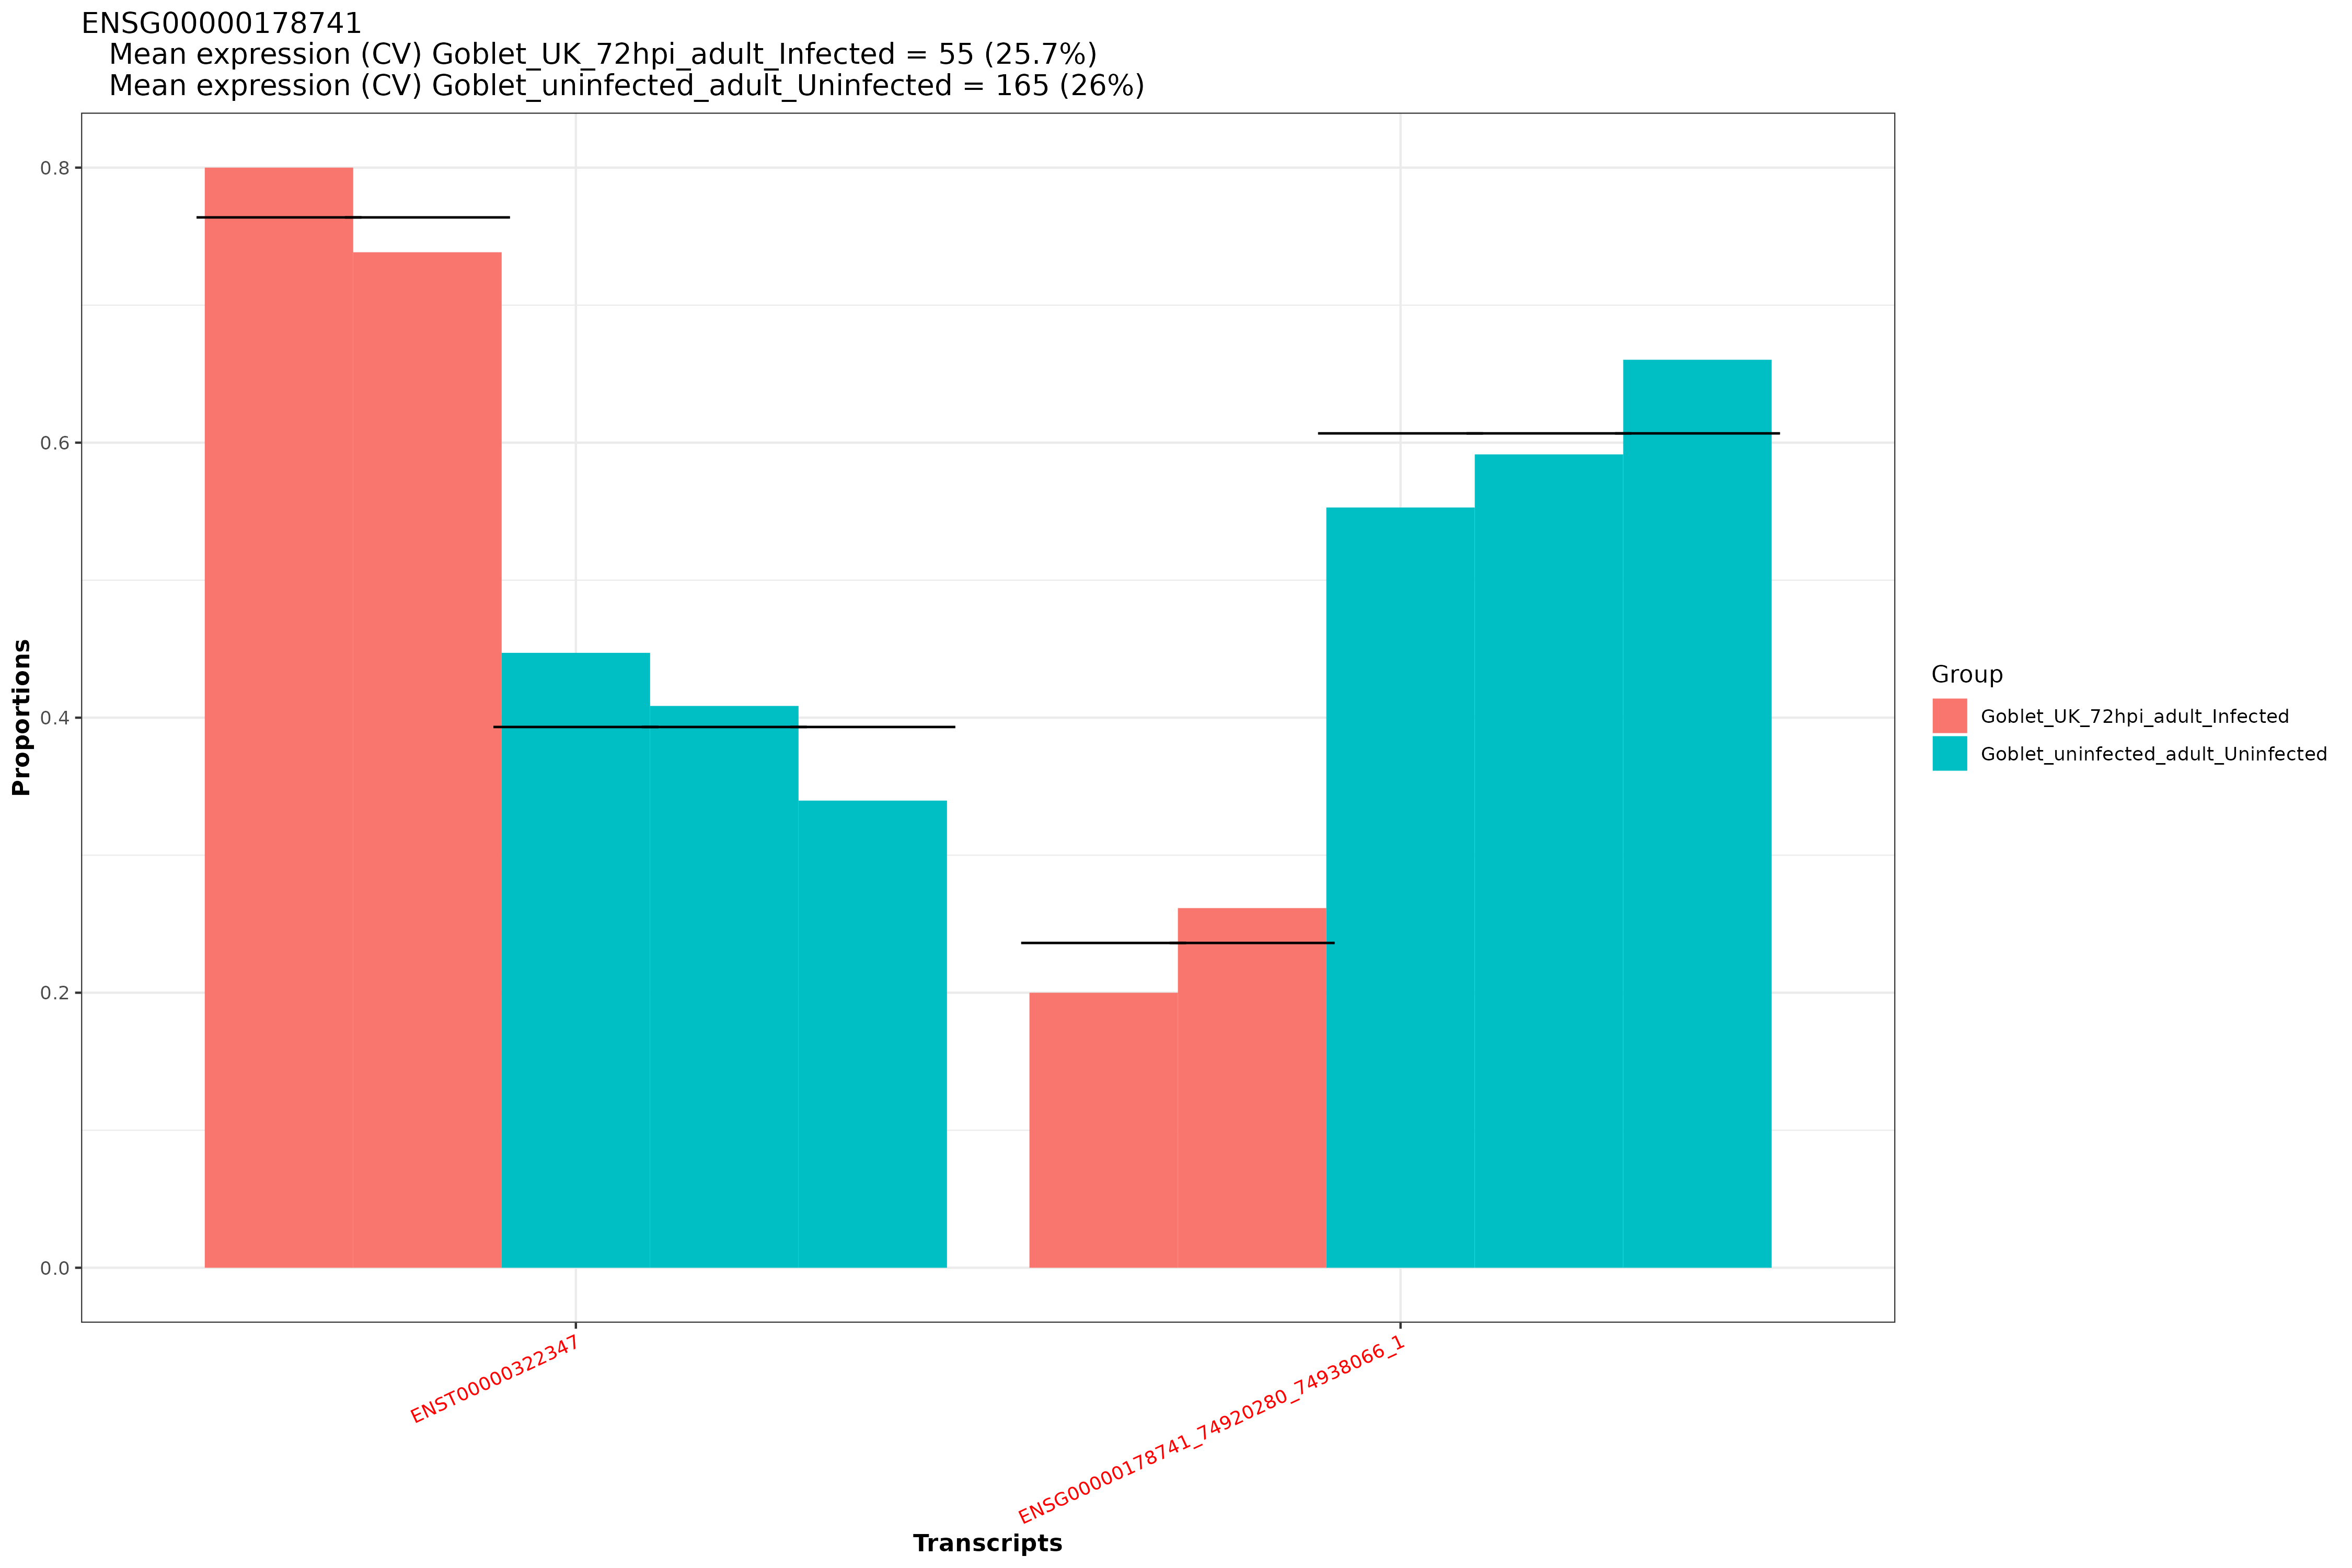 ENSG00000178741
Mean expression (CV) Goblet_UK_72hpi_adult_Infected = 55 (25.7%)
Mean expression (CV) Goblet_uninfected_adult_Uninfected = 165 (26%)
0.8
0.6
0.4
0.2
0.0
Proportions
ENST00000322347
ENSG00000178741_74920280_74938066_1
Transcripts
Group
Goblet_UK_72hpi_adult_Infected
Goblet_uninfected_adult_Uninfected